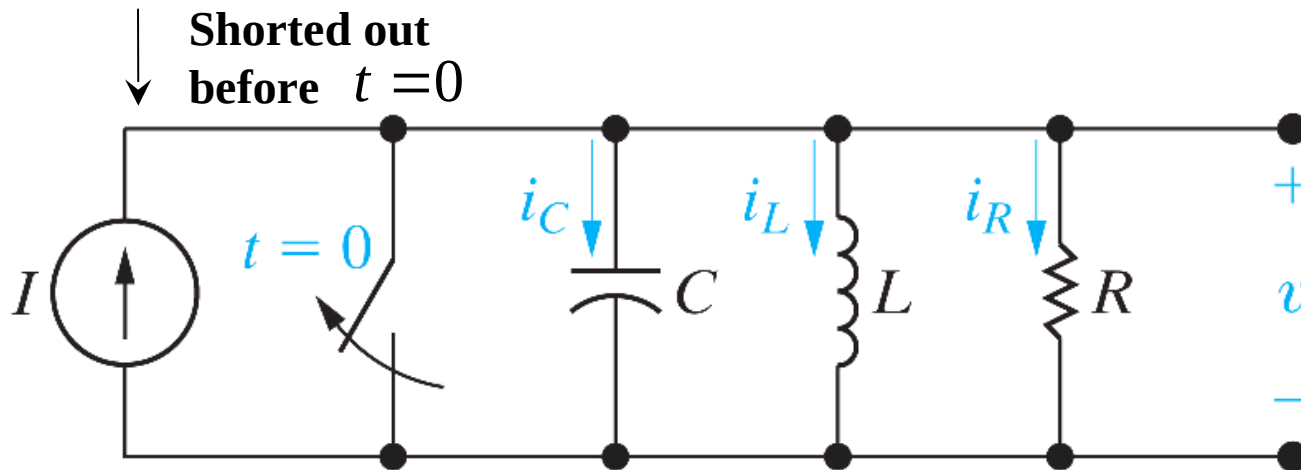 Shorted out
before t =0
t = 0
i_C
i_L
i_R
+
I
C
L
R
v
−